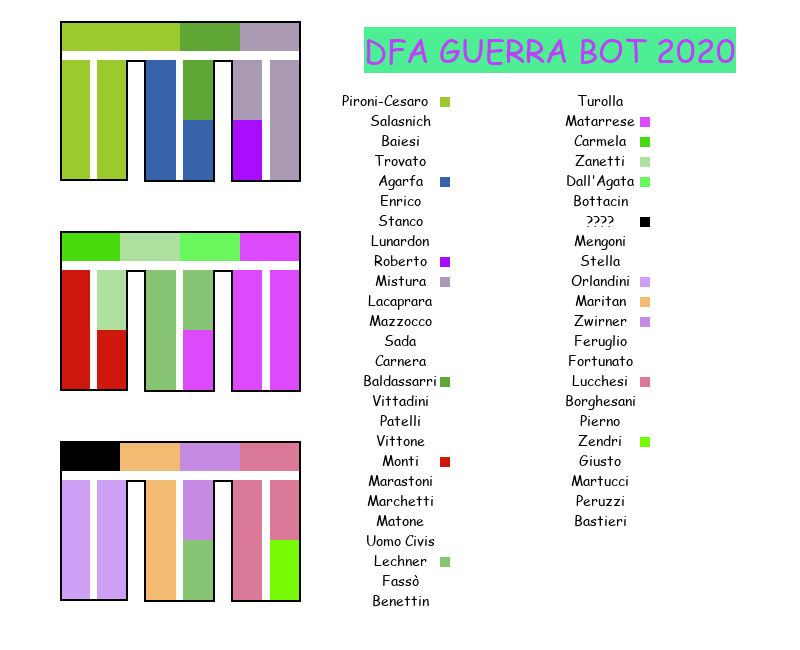 DFA GUERRA BOT 2020
Pironi-Cesaro
Salasnich
Baiesi
Trovato
Agarfa
Enrico
Stanco
Lunardon
Roberto
Mistura
Lacaprara
Mazzocco
Sada
Carnera
Baldassarri
Vittadini
Patelli
Vittone
Monti
Marastoni
Marchetti
Matone
Uomo Civis
Lechner
Fassò
Benettin
Turolla
Matarrese
Carmela
Zanetti
Dall'Agata
Bottacin
????
Mengoni
Stella
Orlandini
Maritan
Zwirner
Feruglio
Fortunato
Lucchesi
Borghesani
Pierno
Zendri
Giusto
Martucci
Peruzzi
Bastieri